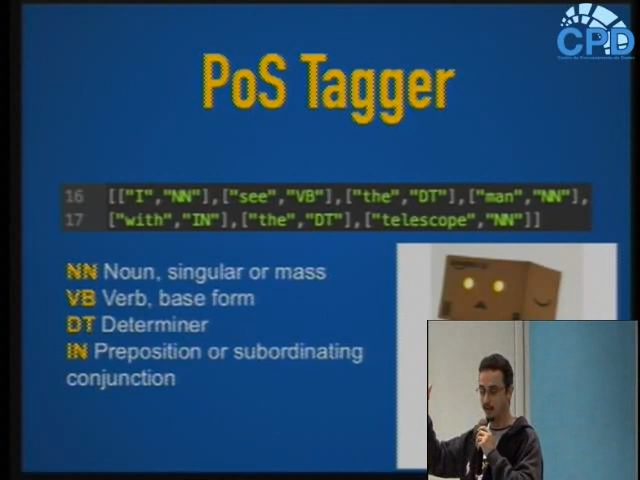 CPD
PoS Tagger
16 [["I","NN"],["see","VB"],["the","DT"],["man","NN"],
17 ["with","IN"],["the","DT"],["telescope","NN"]]
NN Noun, singular or mass
VB Verb, base form
DT Determiner
IN Preposition or subordinating
conjunction